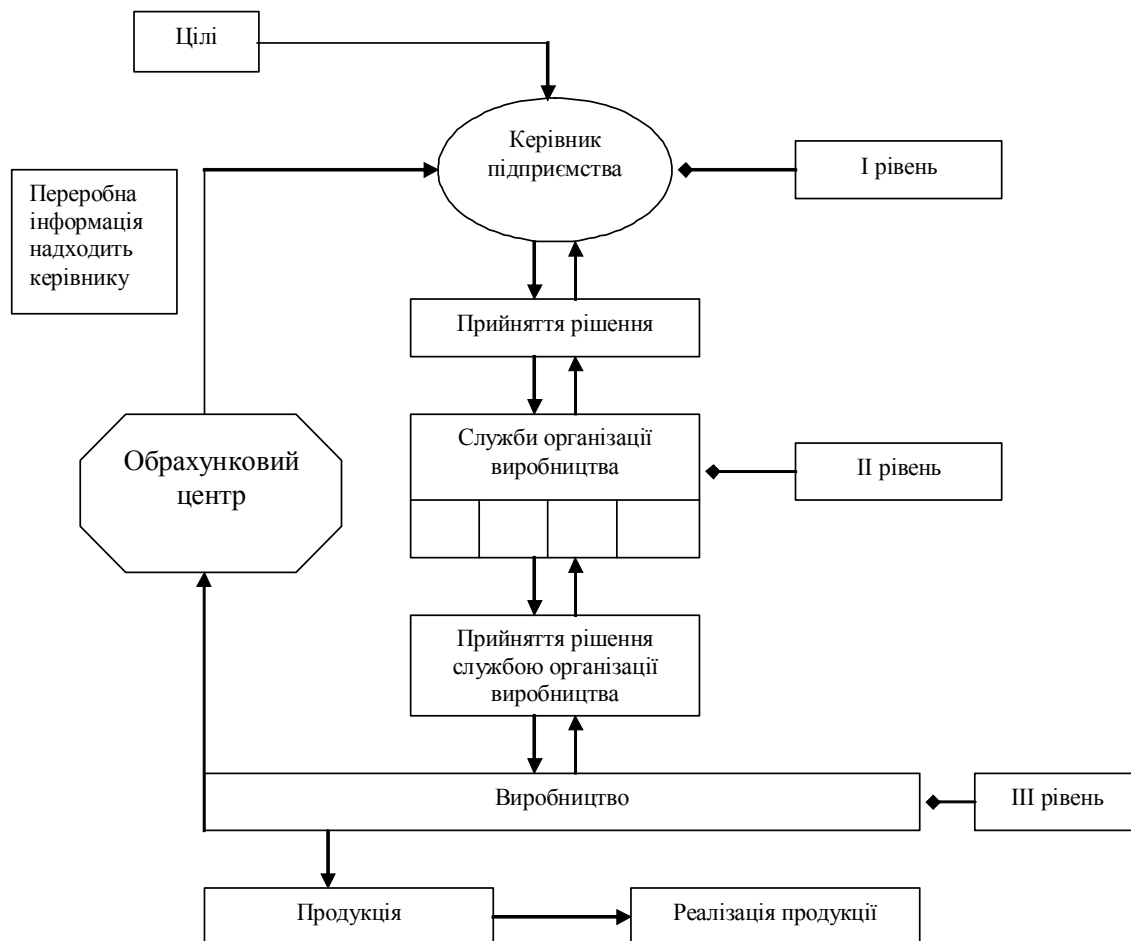 Цілі
Керівник
підприємства
І рівень
Переробна
інформація
надходить
керівнику
Прийняття рішення
Обрахунковий
центр
Служби організації
виробництва
ІІ рівень
Прийняття рішення
службою організації
виробництва
Виробництво
ІІІ рівень
Продукція
Реалізація продукції